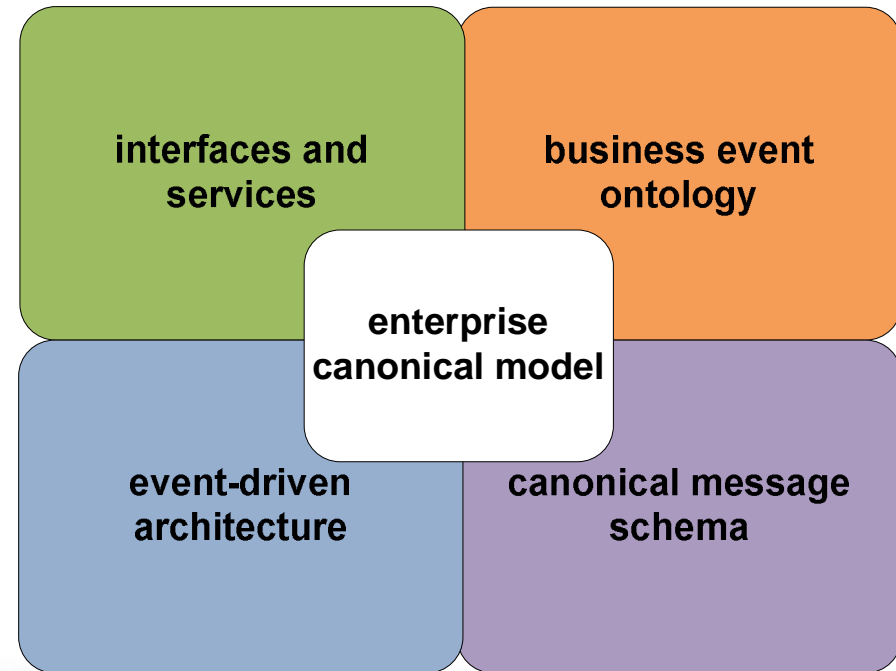 interfaces and
services
business event
ontology
enterprise
canonical model
event-driven
architecture
canonical message
schema